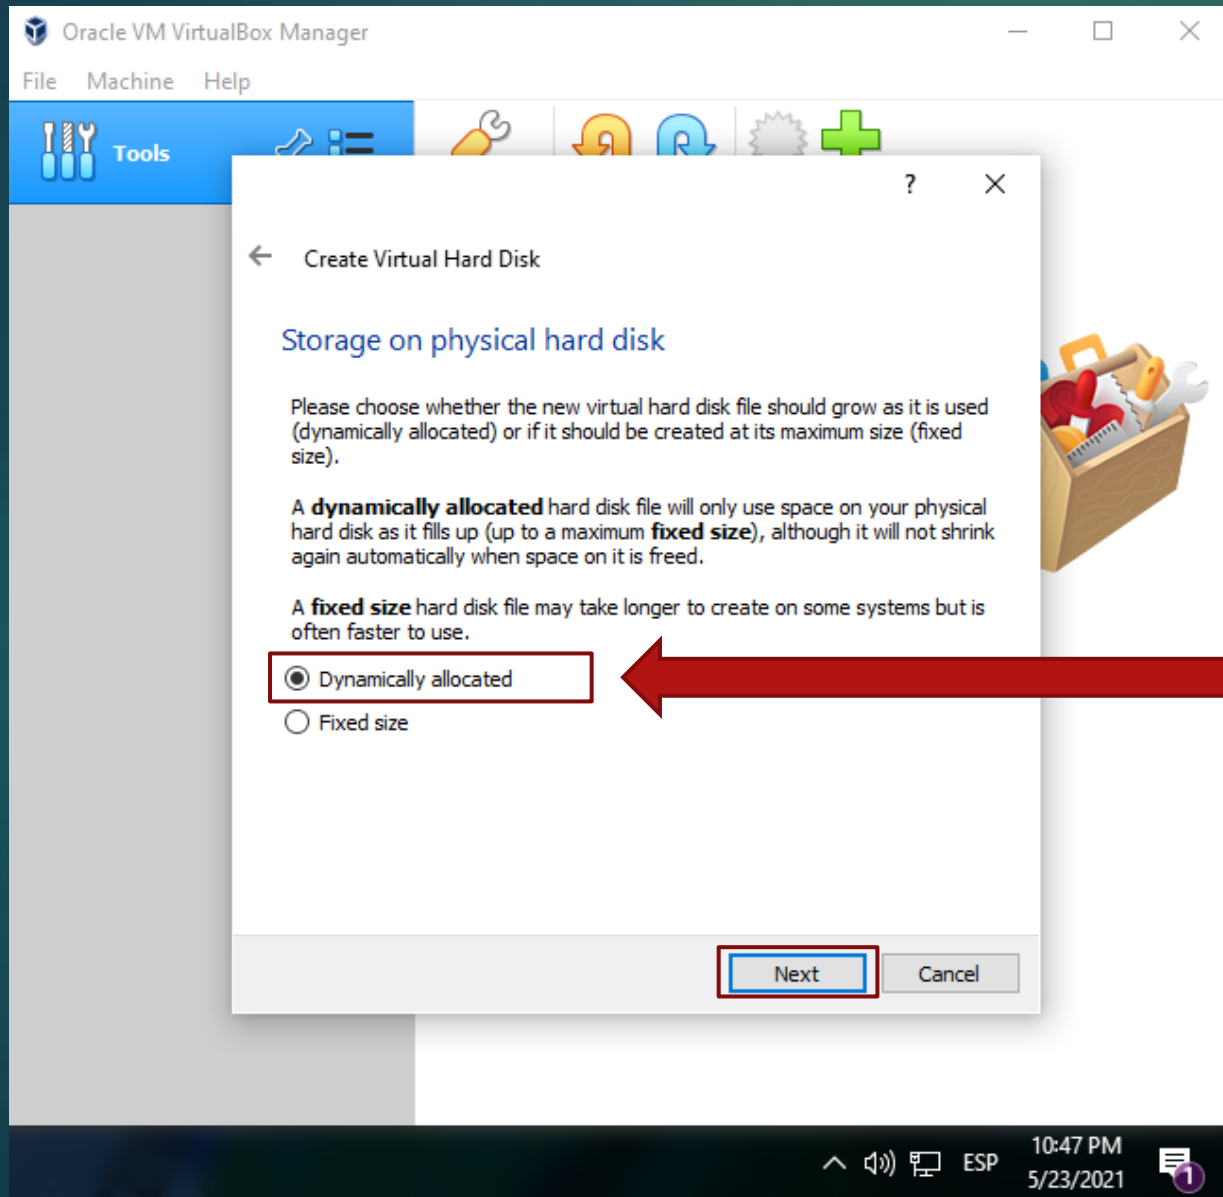 Oracle VM VirtualBox Manager
File Machine Help
Tools
?
Create Virtual Hard Disk
Storage on physical hard disk
Please choose whether the new virtual hard disk file should grow as it is used
(dynamically allocated) or if it should be created at its maximum size (fixed
size).
A dynamically allocated hard disk file will only use space on your physical
hard disk as it fills up (up to a maximum fixed size), although it will not shrink
again automatically when space on it is freed.
A fixed size hard disk file may take longer to create on some systems but is
often faster to use.
Dynamically allocated
Fixed size
Next Cancel
ESP
10:47 PM
5/23/2021
1